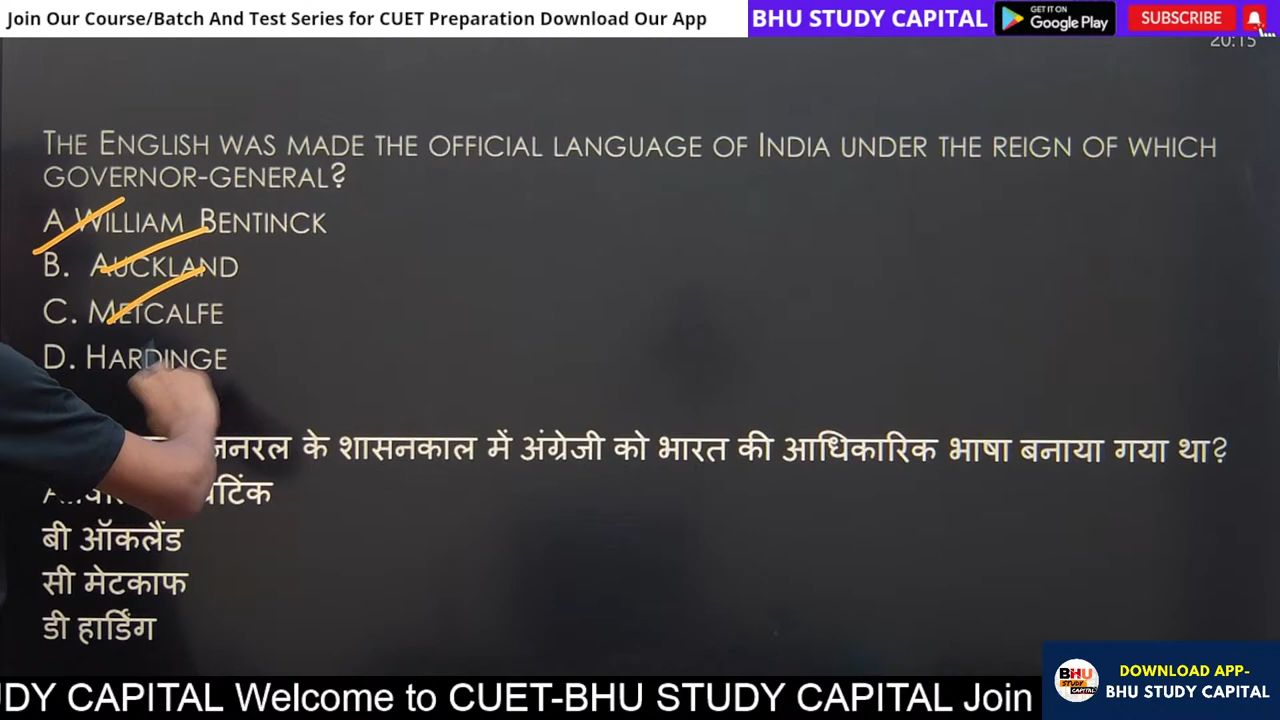 Join Our Course/Batch And Test Series for CUET Preparation Download Our App
BHU STUDY CAPITAL
GET IT ON
Google Play
SUBSCRIBE
20:15
THE ENGLISH WAS MADE THE OFFICIAL LANGUAGE OF INDIA UNDER THE REIGN OF WHICH
GOVERNOR-GENERAL?
A WILLIAM BENTINCK
B. AUCKLAND
C. METCALFE
D. HARDINGE
के शासनकाल में अंग्रेजी को भारत की आधिकारिक भाषा बनाया गया था?
बी ऑकलैंड
सी मेटकाफ
डी हार्डिंग
CAPITAL Welcome to CUET-BHU STUDY CAPITAL Join
BHU
STUDY
CAPITAL
DOWNLOAD APP-
BHU STUDY CAPITAL